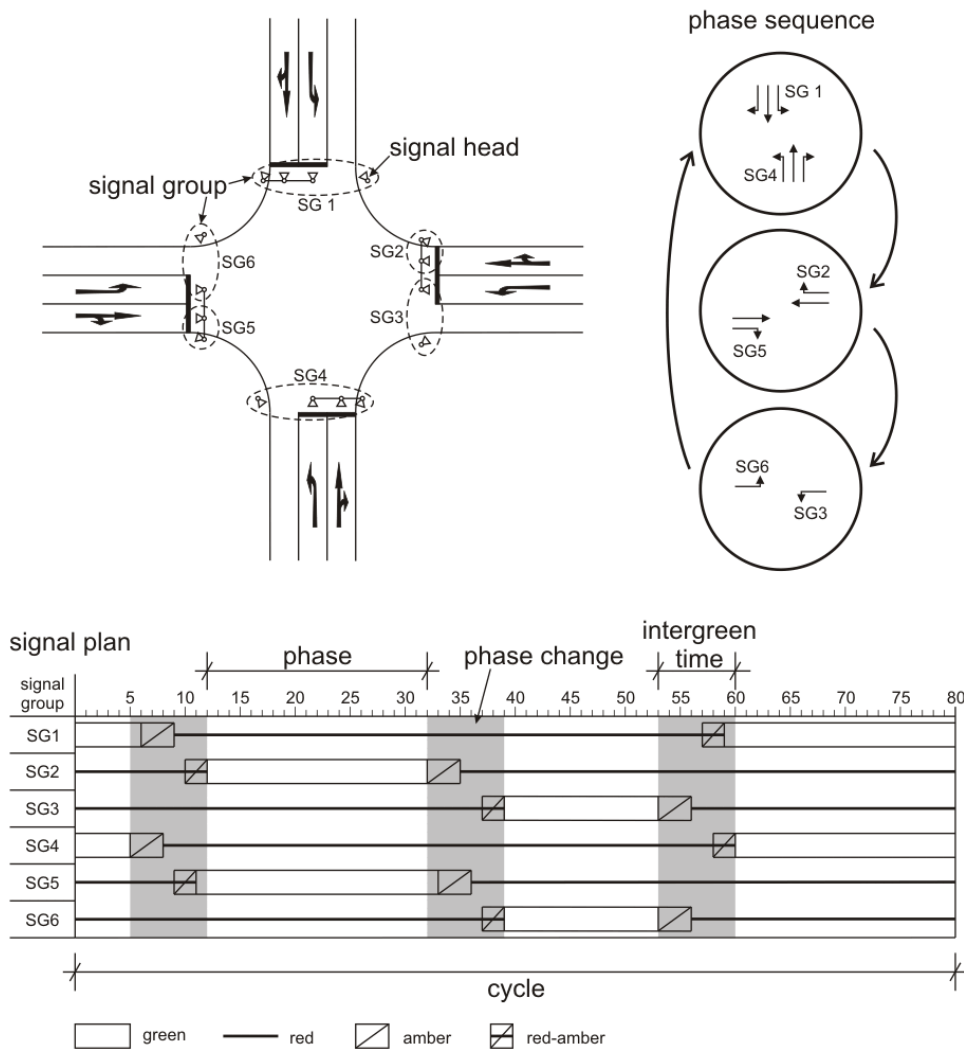 phase sequence
signal head
signal group
SG 1
SG6
SG2
SG5
SG3
SG4
SG 1
SG4
SG2
SG5
SG6
SG3
signal plan
phase
phase change
intergreen
time
signal
group
5 10 15 20 25 30 35 40 45 50 55 60 65 70 75 80
SG1
SG2
SG3
SG4
SG5
SG6
cycle
green red amber red-amber